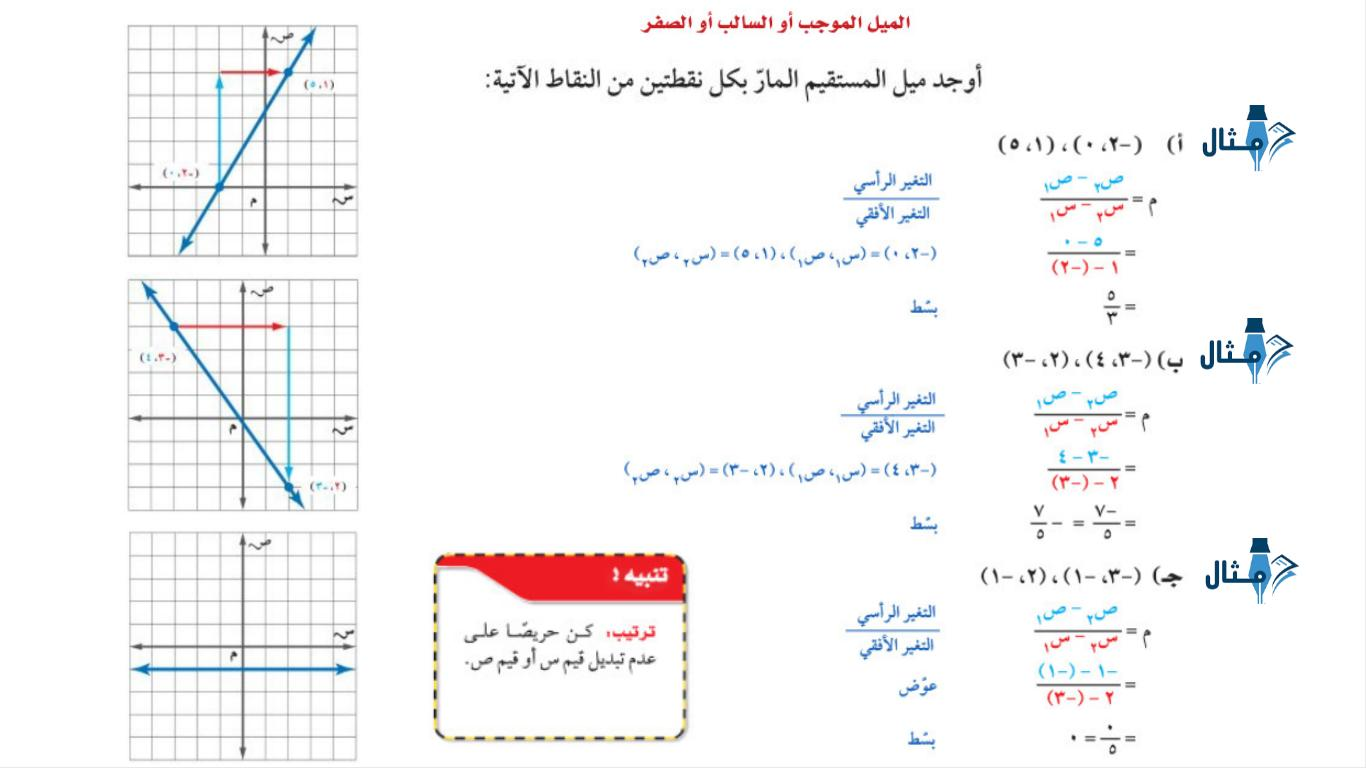 الميل الموجب أو السالب أو الصفر
أوجد ميل المستقيم المارّ بكل نقطتين من النقاط الآتية:
مثال
أ) (-٢، ٠) ، (١، ٥)
م = (ص٢ - ص١)/(س٢ - س١) التغير الرأسي/التغير الأفقي
= (٥ - ٠)/(١ - (-٢)) (-٢، ٠) = (س١، ص١) ، (١، ٥) = (س٢، ص٢)
= ٥/٣ بسّط
مثال
ب) (-٣، ٤) ، (٢، -٣)
م = (ص٢ - ص١)/(س٢ - س١) التغير الرأسي/التغير الأفقي
= (-٣ - ٤)/(٢ - (-٣)) (-٣، ٤) = (س١، ص١) ، (٢، -٣) = (س٢، ص٢)
= -٧/٥ = - ٧/٥ بسّط
مثال
جـ) (-٣، -١) ، (٢، -١)
م = (ص٢ - ص١)/(س٢ - س١) التغير الرأسي/التغير الأفقي
= (-١ - (-١))/(٢ - (-٣)) عوّض
= ٠/٥ = ٠ بسّط
تنبيه !
ترتيب: كـن حريصًـا علـى
عدم تبديل قيم س أو قيم ص.
ص
(١، ٥)
(-٢، ٠)
م
س
ص
(-٣، ٤)
م
س
(٢، -٣)
ص
س
م